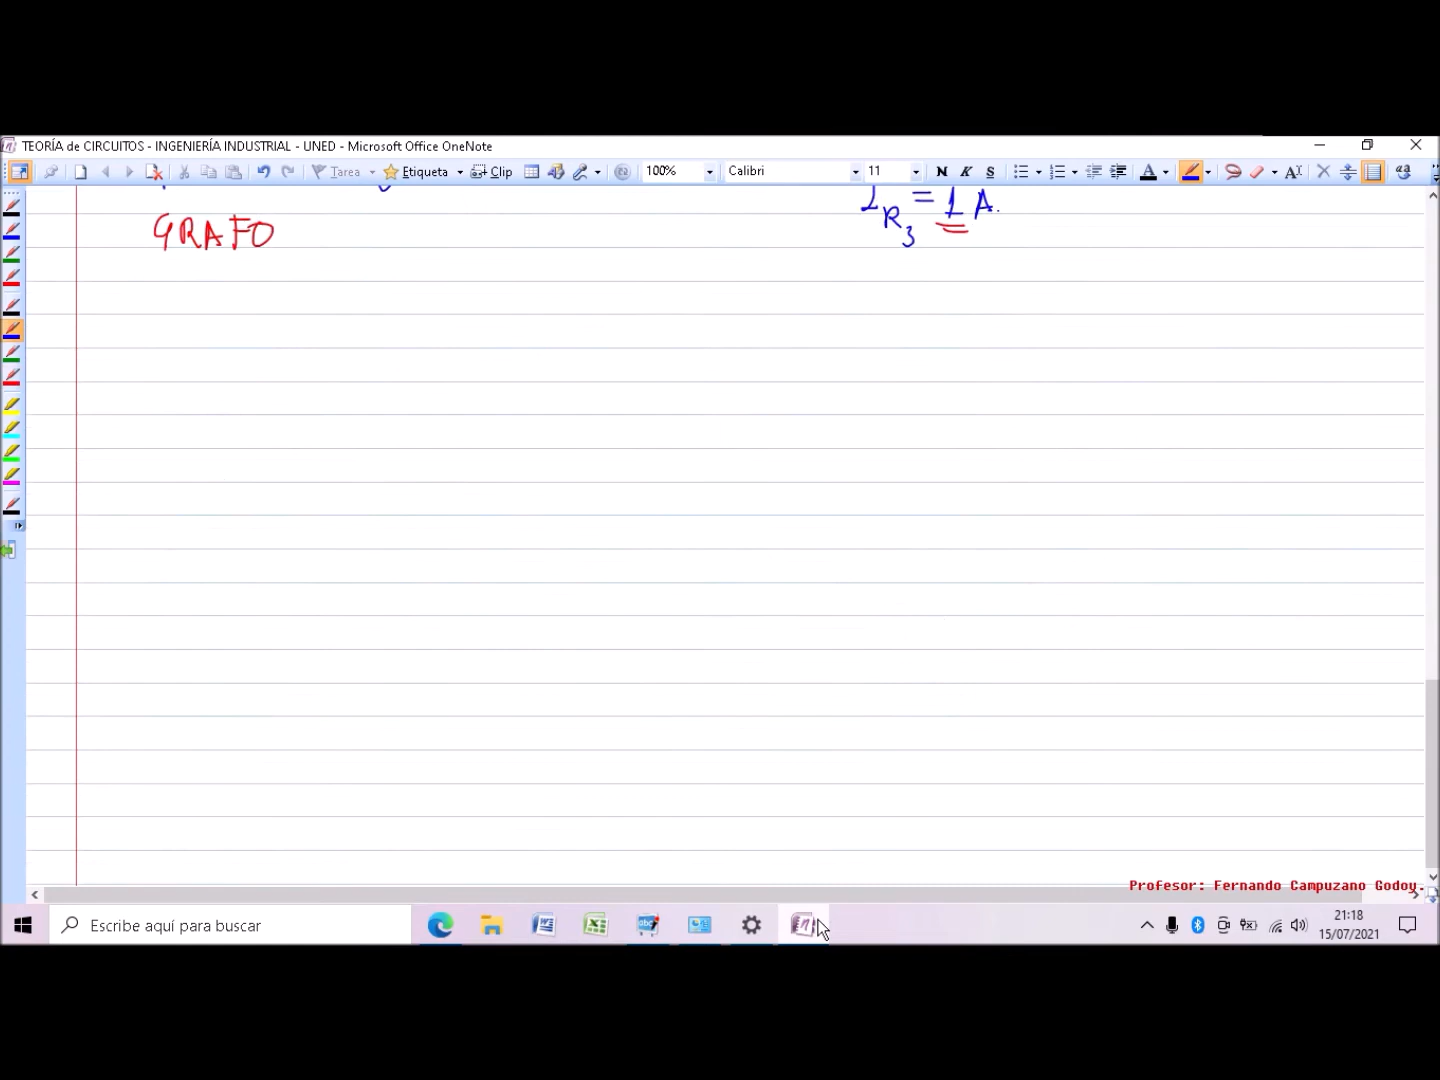 TEORÍA de CIRCUITOS - INGENIERÍA INDUSTRIAL - UNED - Microsoft Office OneNote
Tarea Etiqueta Clip 100% Calibri 11 N K S A
I_R3 = 1 A.
GRAFO
Profesor: Fernando Campuzano Godoy.
Escribe aquí para buscar
21:18
15/07/2021